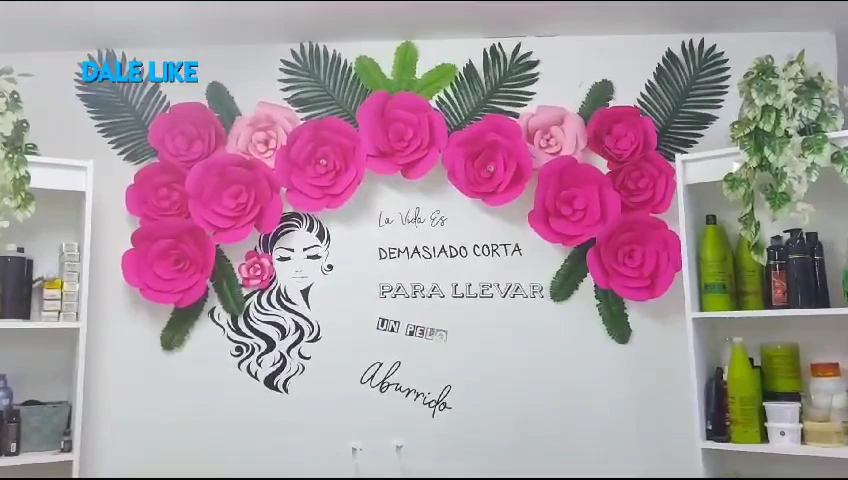 DALE LIKE
La Vida Es
DEMASIADO CORTA
PARA LLEVAR
UN PELO
Aburrido